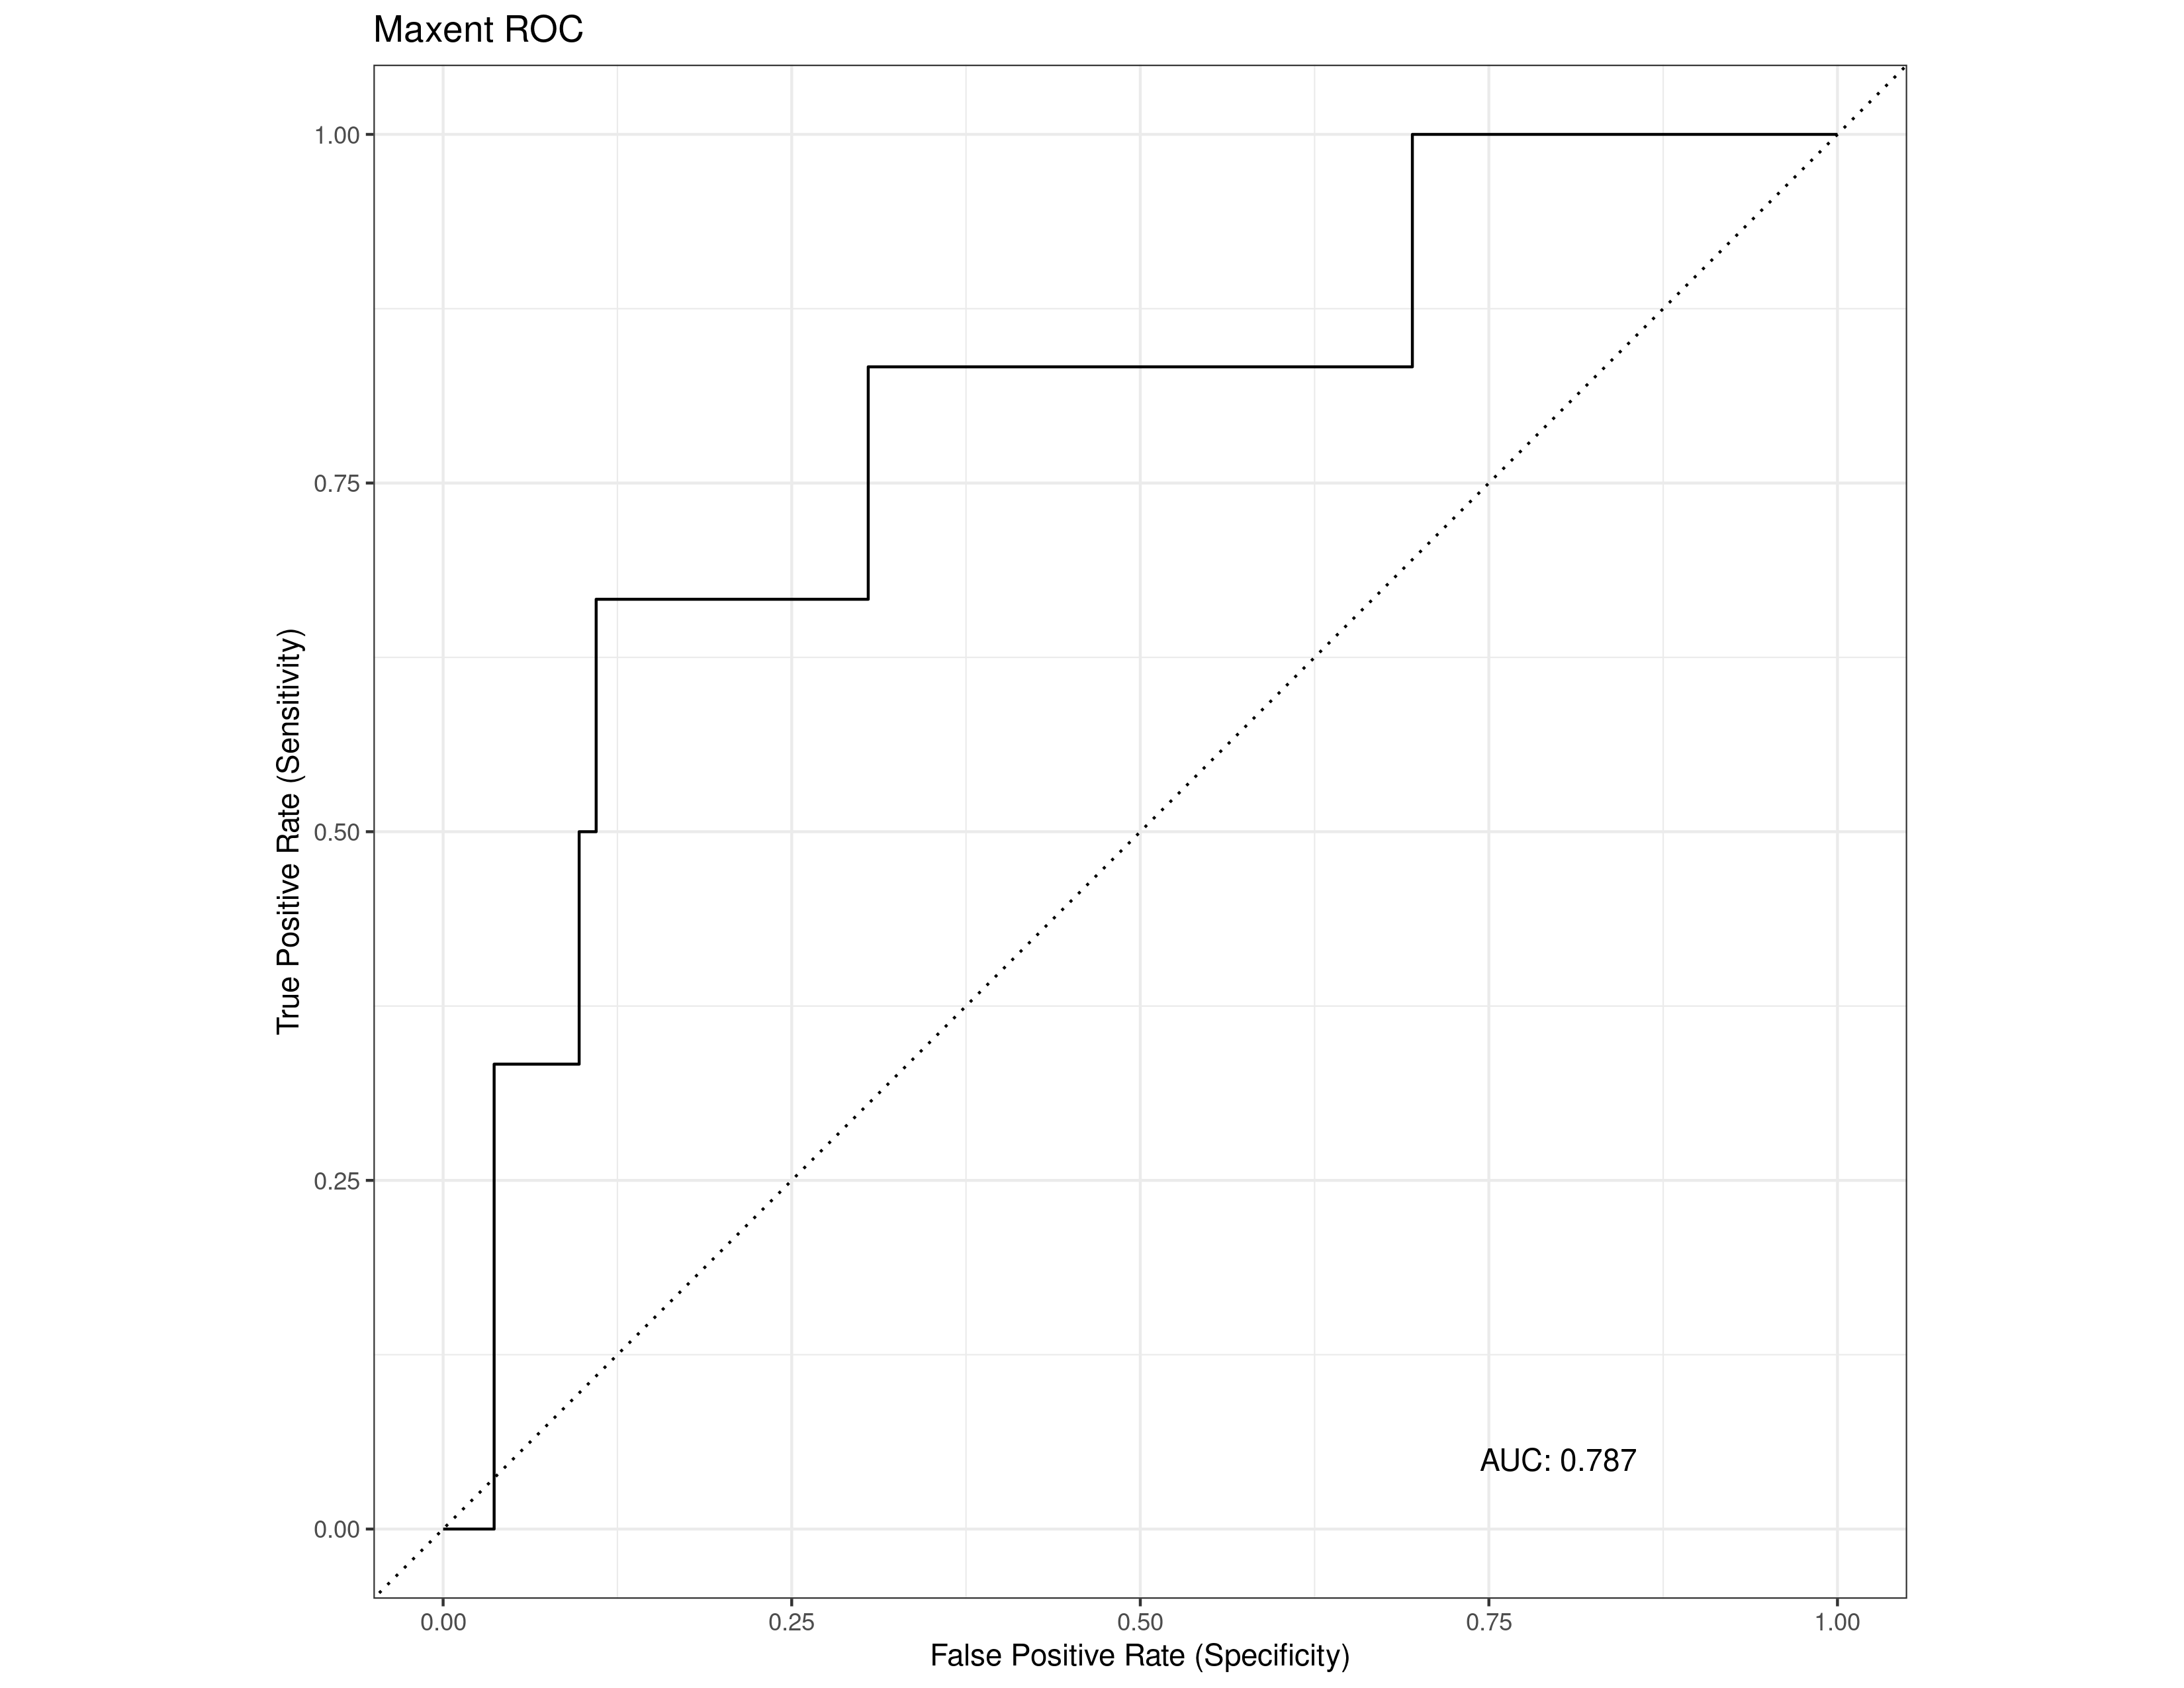 Maxent ROC
True Positive Rate (Sensitivity)
1.00
0.75
0.50
0.25
0.00
AUC: 0.787
0.00 0.25 0.50 0.75 1.00
False Positive Rate (Specificity)